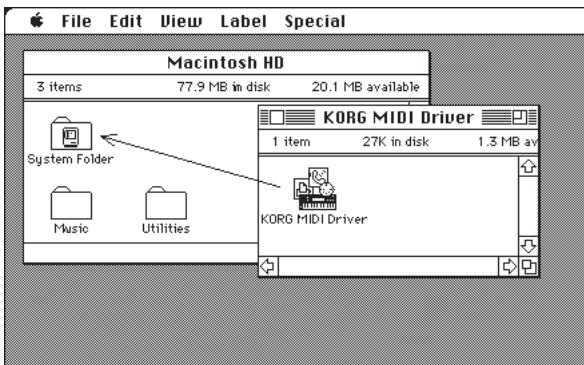 File Edit View Label Special
Macintosh HD
3 items 77.9 MB in disk 20.1 MB available
System Folder
Music Utilities
KORG MIDI Driver
1 item 27K in disk 1.3 MB av
KORG MIDI Driver